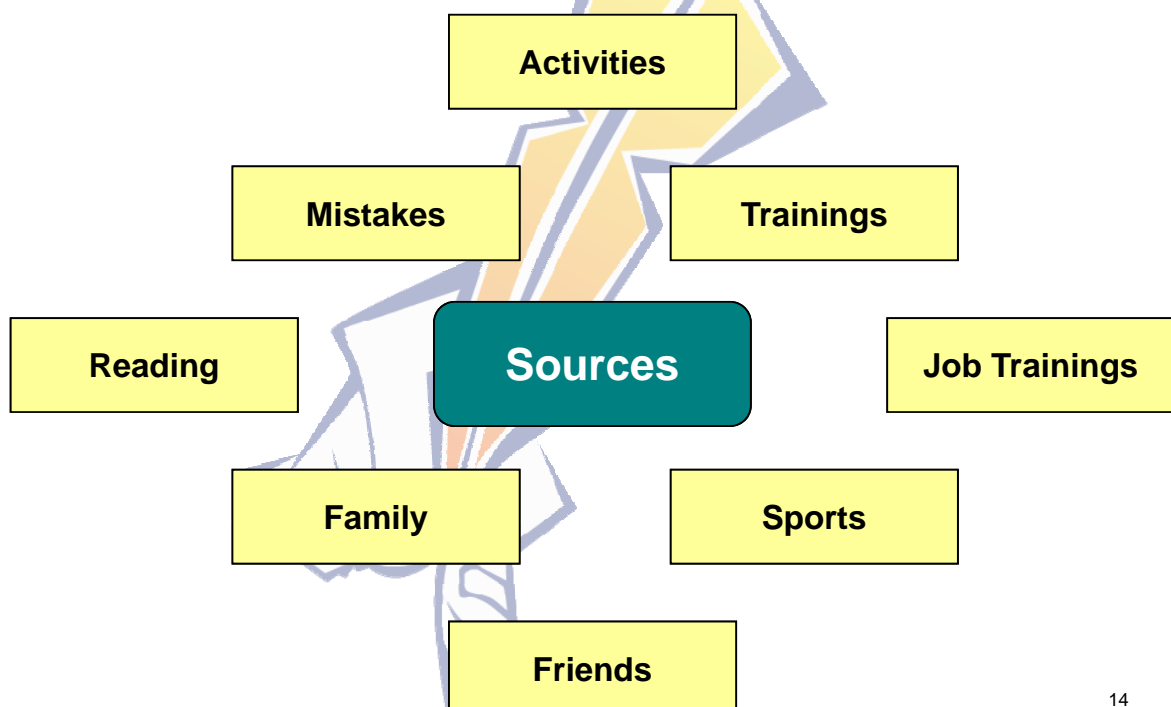 Activities
Mistakes
Trainings
Reading
Sources
Job Trainings
Family
Sports
Friends
14